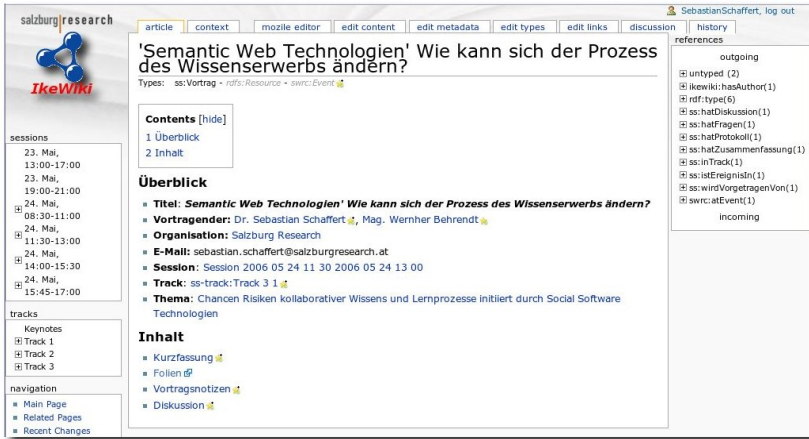 salzburg|research
IkeWiki
SebastianSchaffert, log out
article context mozile editor edit content edit metadata edit types edit links discussion history
'Semantic Web Technologien' Wie kann sich der Prozess
des Wissenserwerbs ändern?
Types: ss:Vortrag - rdfs:Resource - swrc:Event
Contents [hide]
1 Überblick
2 Inhalt
Überblick
Titel: Semantic Web Technologien' Wie kann sich der Prozess des Wissenserwerbs ändern?
Vortragender: Dr. Sebastian Schaffert, Mag. Wernher Behrendt
Organisation: Salzburg Research
E-Mail: sebastian.schaffert@salzburgresearch.at
Session: Session 2006 05 24 11 30 2006 05 24 13 00
Track: ss-track:Track 3 1
Thema: Chancen Risiken kollaborativer Wissens und Lernprozesse initiiert durch Social Software
Technologien
Inhalt
Kurzfassung
Folien
Vortragsnotizen
Diskussion
sessions
23. Mai,
13:00-17:00
23. Mai,
19:00-21:00
24. Mai,
08:30-11:00
24. Mai,
11:30-13:00
24. Mai,
14:00-15:30
24. Mai,
15:45-17:00
tracks
Keynotes
Track 1
Track 2
Track 3
navigation
Main Page
Related Pages
Recent Changes
references
outgoing
untyped (2)
ikewiki:hasAuthor(1)
rdf:type(6)
ss:hatDiskussion(1)
ss:hatFragen(1)
ss:hatProtokoll(1)
ss:hatZusammenfassung(1)
ss:inTrack(1)
ss:istEreignisIn(1)
ss:wirdVorgetragenVon(1)
swrc:atEvent(1)
incoming